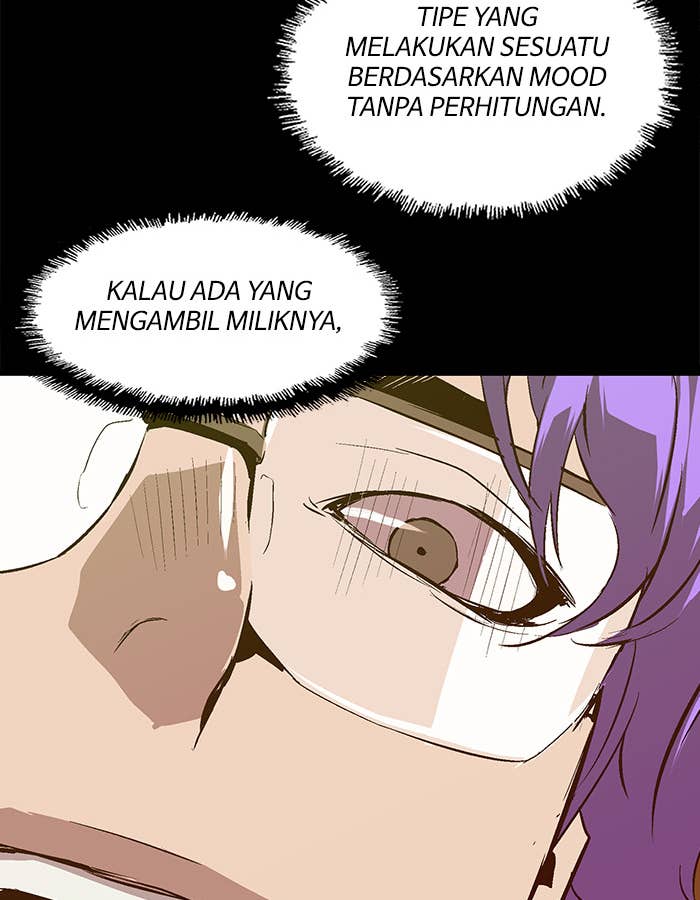 TIPE YANG
MELAKUKAN SESUATU
BERDASARKAN MOOD
TANPA PERHITUNGAN.
KALAU ADA YANG
MENGAMBIL MILIKNYA,